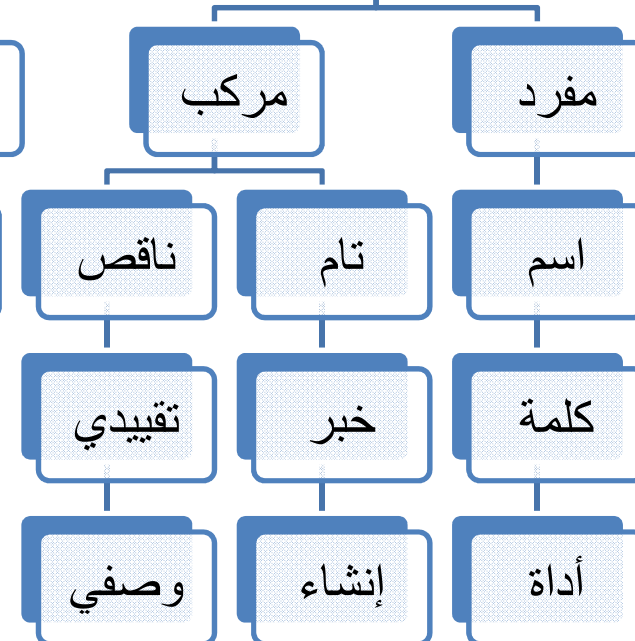 مفرد
مركب
اسم
تام
ناقص
كلمة
خبر
تقييدي
أداة
إنشاء
وصفي